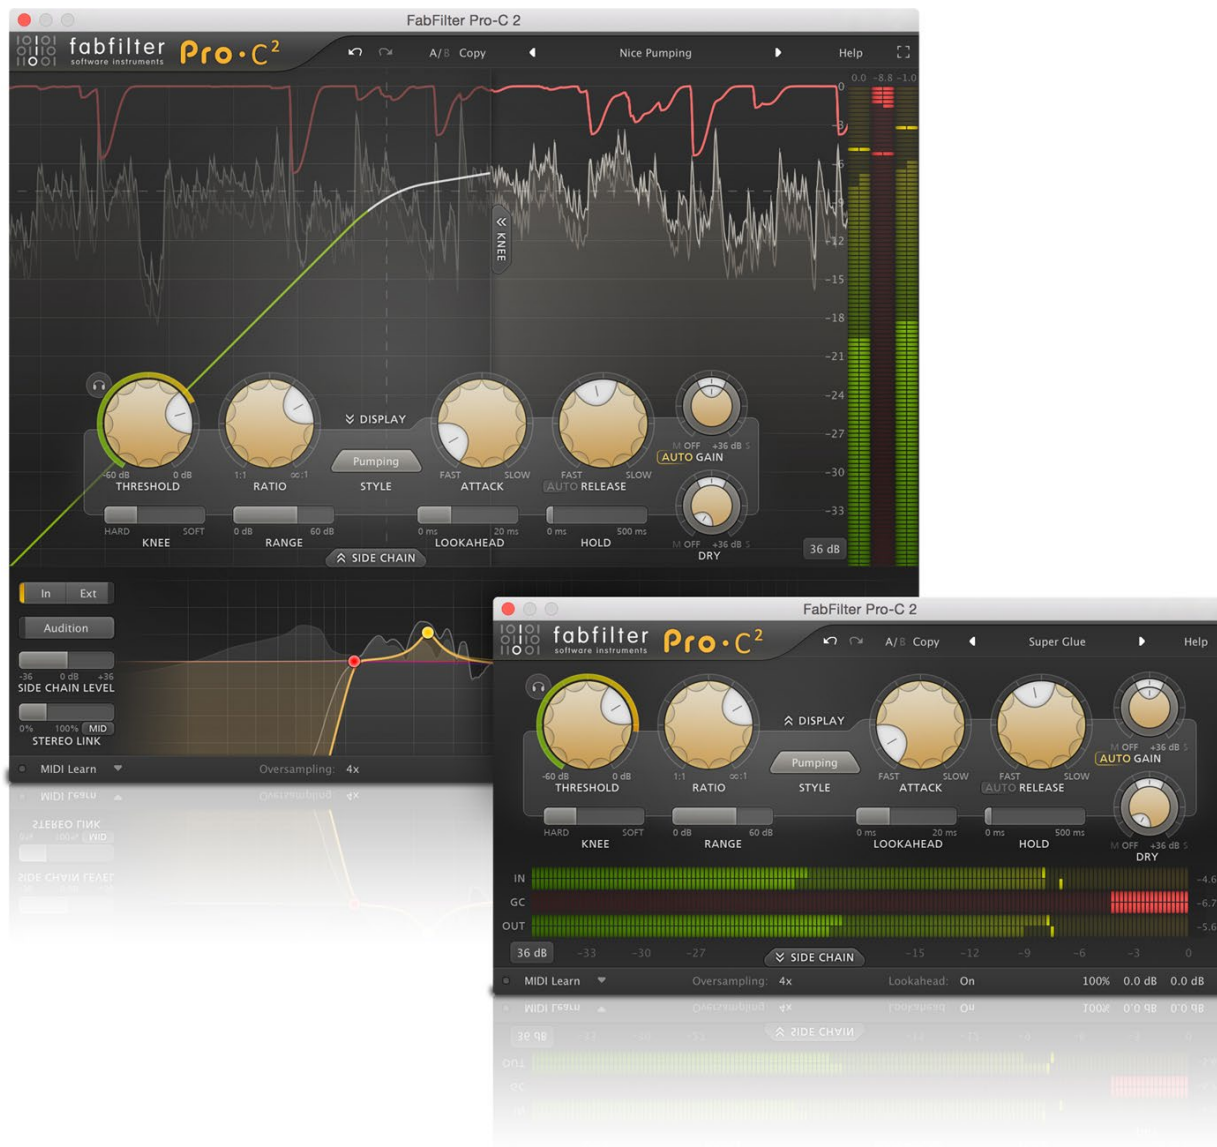 FabFilter Pro-C 2
fabfilter
software instruments
Pro·C²
A/B Copy
Nice Pumping
Help
0.0 -8.8 -1.0
0
-3
-6
-9
-12
-15
-18
-21
-24
-27
-30
-33
36 dB
KNEE
-60 dB 0 dB
THRESHOLD
1:1 ∞:1
RATIO
DISPLAY
Pumping
STYLE
FAST SLOW
ATTACK
FAST SLOW
AUTO RELEASE
M OFF +36 dB S
AUTO GAIN
HARD SOFT
KNEE
0 dB 60 dB
RANGE
0 ms 20 ms
LOOKAHEAD
0 ms 500 ms
HOLD
M OFF +36 dB S
DRY
SIDE CHAIN
In Ext
Audition
-36 0 dB +36
SIDE CHAIN LEVEL
0% 100% MID
STEREO LINK
MIDI Learn
Oversampling: 4x
FabFilter Pro-C 2
fabfilter
software instruments
Pro·C²
A/B Copy
Super Glue
Help
-60 dB 0 dB
THRESHOLD
1:1 ∞:1
RATIO
DISPLAY
Pumping
STYLE
FAST SLOW
ATTACK
FAST SLOW
AUTO RELEASE
M OFF +36 dB S
AUTO GAIN
HARD SOFT
KNEE
0 dB 60 dB
RANGE
0 ms 20 ms
LOOKAHEAD
0 ms 500 ms
HOLD
M OFF +36 dB S
DRY
IN -4.6
GC -6.7
OUT -5.6
36 dB -33 -30 -27 SIDE CHAIN -15 -12 -9 -6 -3 0
MIDI Learn Oversampling: 4x Lookahead: On 100% 0.0 dB 0.0 dB